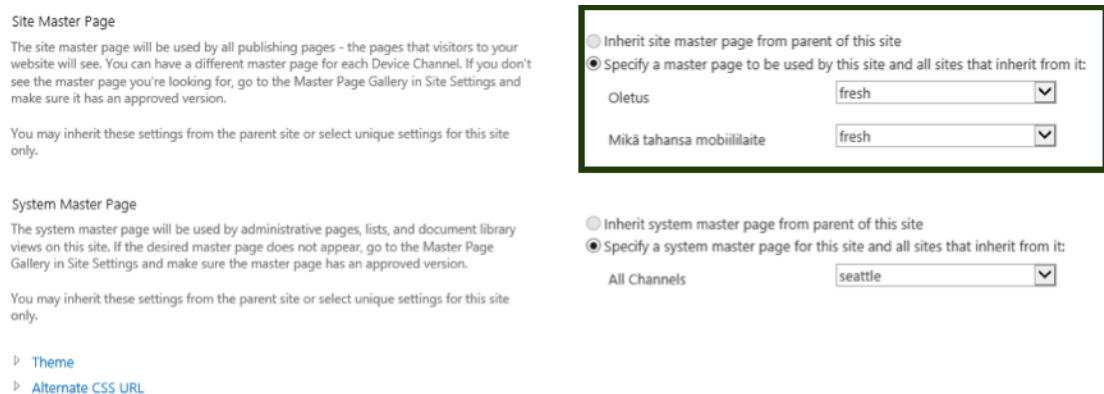 Site Master Page
The site master page will be used by all publishing pages - the pages that visitors to your
website will see. You can have a different master page for each Device Channel. If you don't
see the master page you're looking for, go to the Master Page Gallery in Site Settings and
make sure it has an approved version.
You may inherit these settings from the parent site or select unique settings for this site
only.
Inherit site master page from parent of this site
Specify a master page to be used by this site and all sites that inherit from it:
Oletus fresh
Mikä tahansa mobiililaite fresh
System Master Page
The system master page will be used by administrative pages, lists, and document library
views on this site. If the desired master page does not appear, go to the Master Page
Gallery in Site Settings and make sure the master page has an approved version.
You may inherit these settings from the parent site or select unique settings for this site
only.
Inherit system master page from parent of this site
Specify a system master page for this site and all sites that inherit from it:
All Channels seattle
Theme
Alternate CSS URL